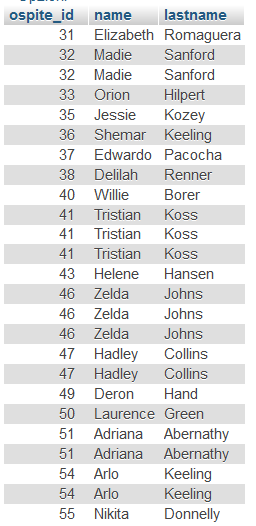 ospite_id name lastname
31 Elizabeth Romaguera
32 Madie Sanford
32 Madie Sanford
33 Orion Hilpert
35 Jessie Kozey
36 Shemar Keeling
37 Edwardo Pacocha
38 Delilah Renner
40 Willie Borer
41 Tristian Koss
41 Tristian Koss
41 Tristian Koss
43 Helene Hansen
46 Zelda Johns
46 Zelda Johns
46 Zelda Johns
47 Hadley Collins
47 Hadley Collins
49 Deron Hand
50 Laurence Green
51 Adriana Abernathy
51 Adriana Abernathy
54 Arlo Keeling
54 Arlo Keeling
55 Nikita Donnelly